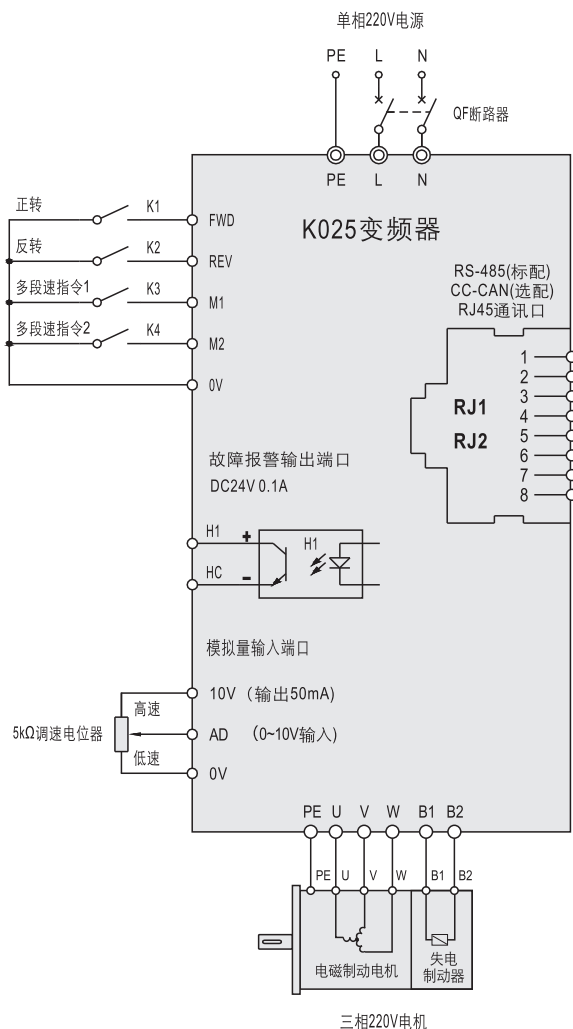 单相220V电源
PE L N
QF断路器
PE L N
K025变频器
正转 K1 FWD
反转 K2 REV
多段速指令1 K3 M1
多段速指令2 K4 M2
0V
RS-485(标配)
CC-CAN(选配)
RJ45通讯口
1
2
3
4
5
6
7
8
RJ1
RJ2
故障报警输出端口
DC24V 0.1A
H1 + H1
HC -
模拟量输入端口
10V (输出50mA)
高速
5kΩ调速电位器
AD (0~10V输入)
低速
0V
PE U V W B1 B2
PE U V W B1 B2
电磁制动电机
失电
制动器
三相220V电机